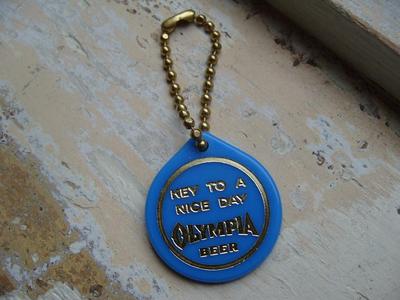 KEY TO A
NICE DAY
OLYMPIA
BEER